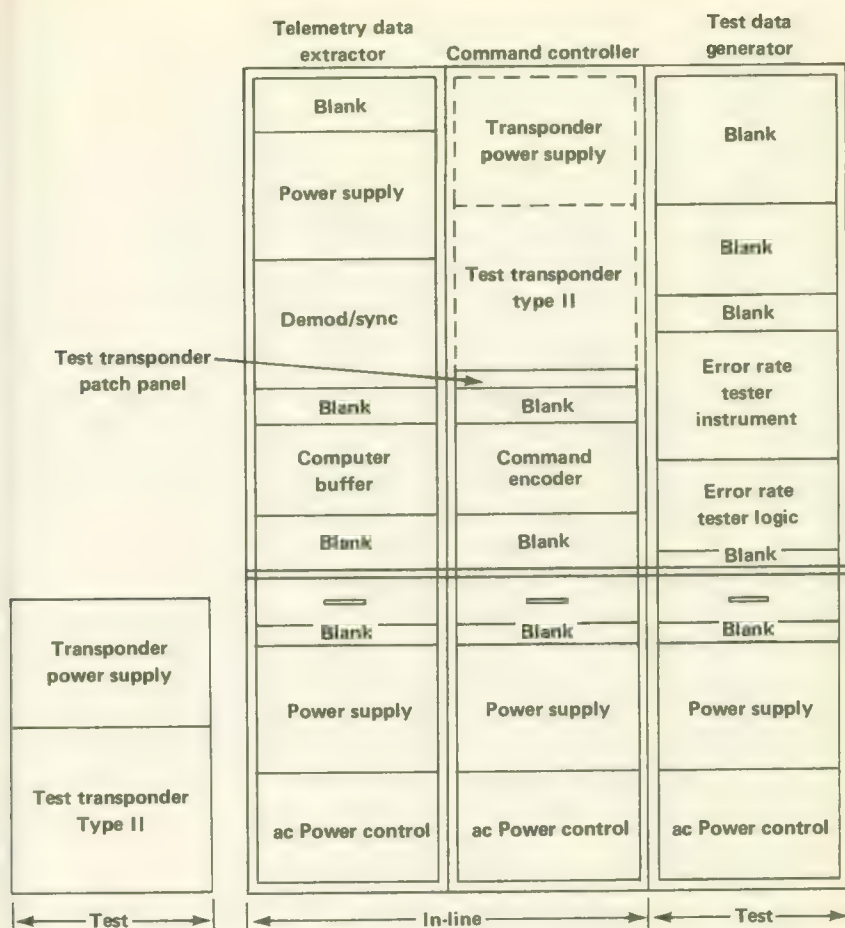 Telemetry data
extractor
Command controller
Test data
generator
Blank
Power supply
Demod/sync
Blank
Computer
buffer
Blank
Blank
Power supply
ac Power control
Transponder
power supply
Test transponder
type II
Test transponder
patch panel
Blank
Command
encoder
Blank
Blank
Power supply
ac Power control
Blank
Blank
Blank
Error rate
tester
instrument
Error rate
tester logic
Blank
Blank
Power supply
ac Power control
Transponder
power supply
Test transponder
Type II
Test
In-line
Test